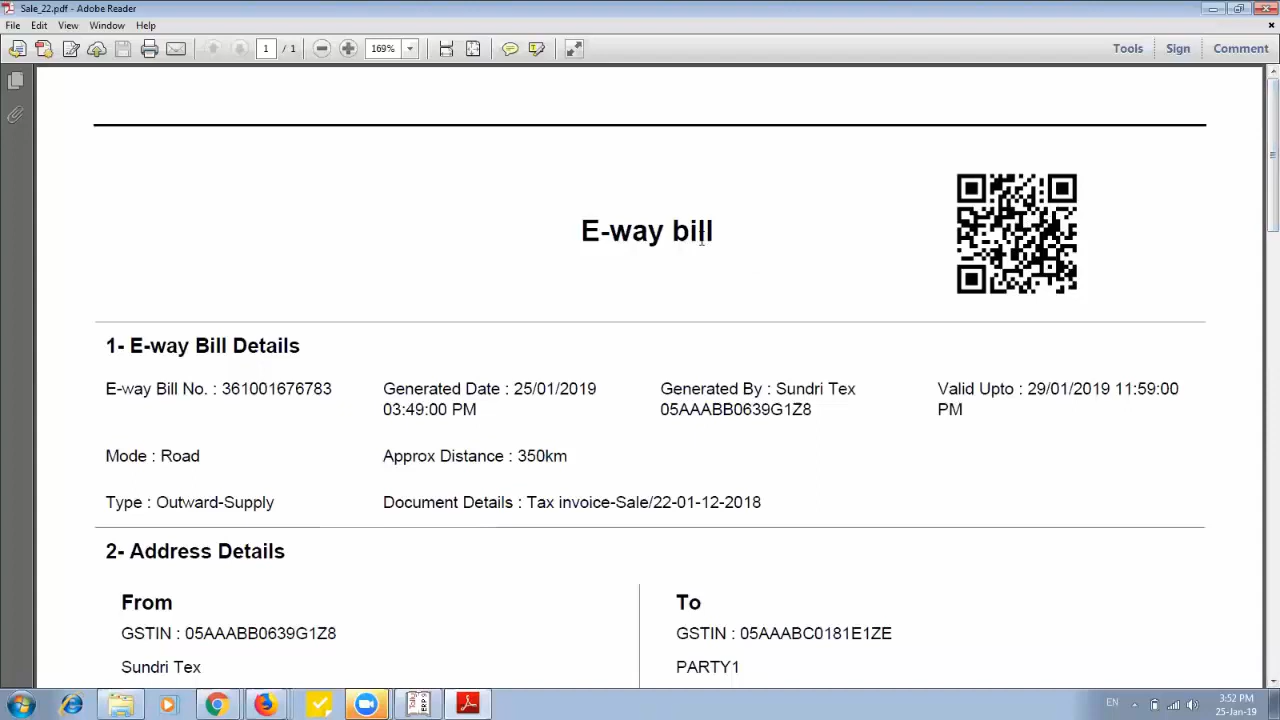 Sale_22.pdf - Adobe Reader
File Edit View Window Help
1 / 1 169% Tools Sign Comment
E-way bill
1- E-way Bill Details
E-way Bill No. : 361001676783 Generated Date : 25/01/2019 Generated By : Sundri Tex Valid Upto : 29/01/2019 11:59:00
03:49:00 PM 05AAABB0639G1Z8 PM
Mode : Road Approx Distance : 350km
Type : Outward-Supply Document Details : Tax invoice-Sale/22-01-12-2018
2- Address Details
From To
GSTIN : 05AAABB0639G1Z8 GSTIN : 05AAABC0181E1ZE
Sundri Tex PARTY1
EN 3:52 PM
25-Jan-19